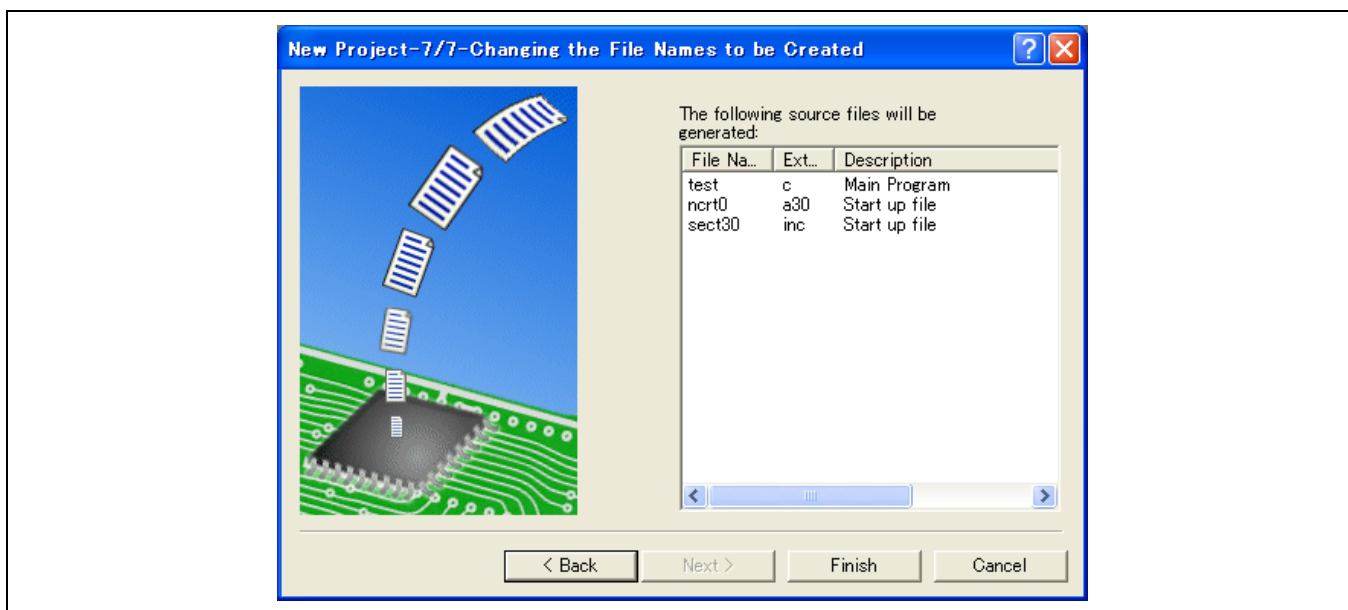 New Project-7/7-Changing the File Names to be Created
The following source files will be
generated:
File Na... Ext... Description
test c Main Program
ncrt0 a30 Start up file
sect30 inc Start up file
< Back Next > Finish Cancel